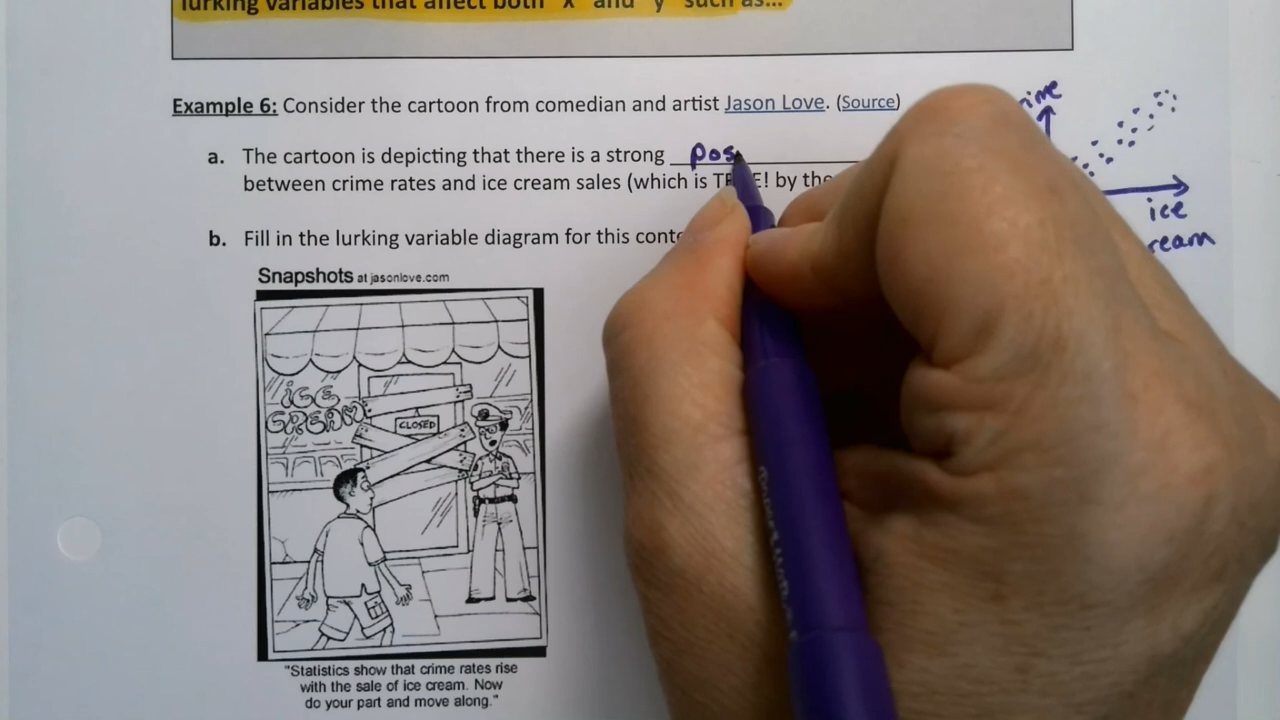 lurking variables that affect both "x" and "y" such as...
Example 6: Consider the cartoon from comedian and artist Jason Love. (Source)
a. The cartoon is depicting that there is a strong pos
between crime rates and ice cream sales (which is TRUE! by the
b. Fill in the lurking variable diagram for this
ice
Snapshots at jasonlove.com
ICE
CREAM
CLOSED
"Statistics show that crime rates rise
with the sale of ice cream. Now
do your part and move along."